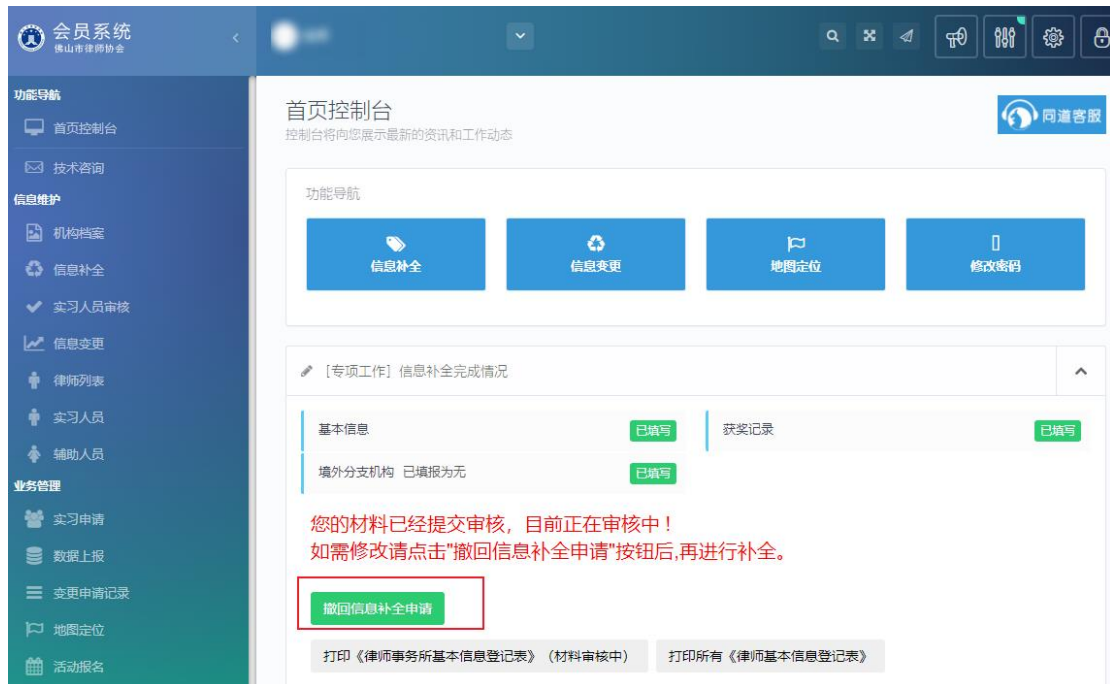 会员系统
佛山市律师协会
功能导航
首页控制台
技术咨询
信息维护
机构档案
信息补全
实习人员审核
信息变更
律师列表
实习人员
辅助人员
业务管理
实习申请
数据上报
变更申请记录
地图定位
活动报名
首页控制台
控制台将向您展示最新的资讯和工作动态
同道客服
功能导航
信息补全
信息变更
地图定位
修改密码
[专项工作] 信息补全完成情况
基本信息 已填写
获奖记录 已填写
境外分支机构 已填报为无 已填写
您的材料已经提交审核，目前正在审核中！
如需修改请点击"撤回信息补全申请"按钮后,再进行补全。
撤回信息补全申请
打印《律师事务所基本信息登记表》（材料审核中） 打印所有《律师基本信息登记表》